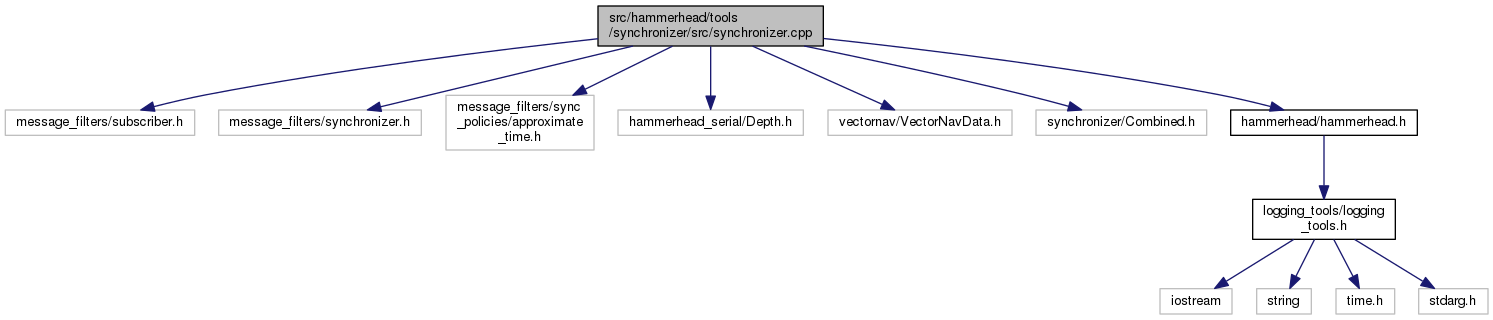 src/hammerhead/tools
/synchronizer/src/synchronizer.cpp
message_filters/subscriber.h
message_filters/synchronizer.h
message_filters/sync
_policies/approximate
_time.h
hammerhead_serial/Depth.h
vectornav/VectorNavData.h
synchronizer/Combined.h
hammerhead/hammerhead.h
logging_tools/logging
_tools.h
iostream
string
time.h
stdarg.h